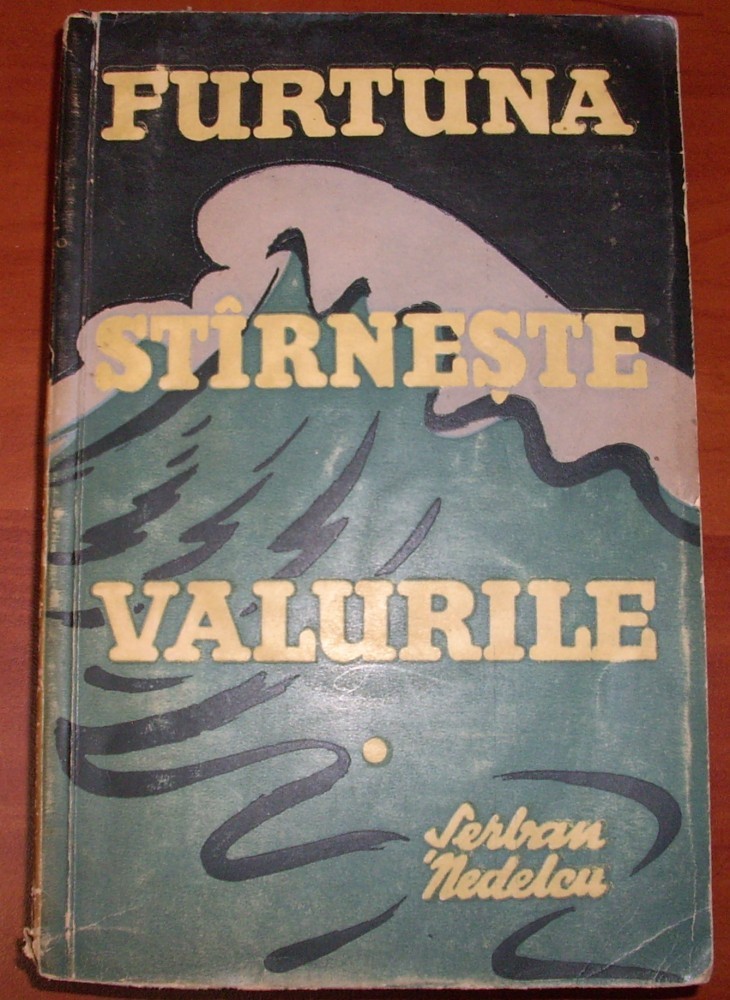 FURTUNA
STÎRNEȘTE
VALURILE
Șerban
Nedelcu